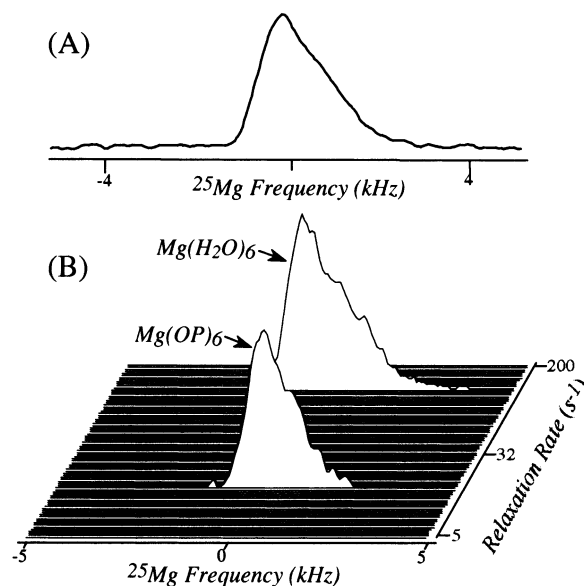 (A)
-4
4
²⁵Mg Frequency (kHz)
(B)
Mg(H₂O)₆
Mg(OP)₆
200
32
5
Relaxation Rate (s⁻¹)
-5
0
5
²⁵Mg Frequency (kHz)